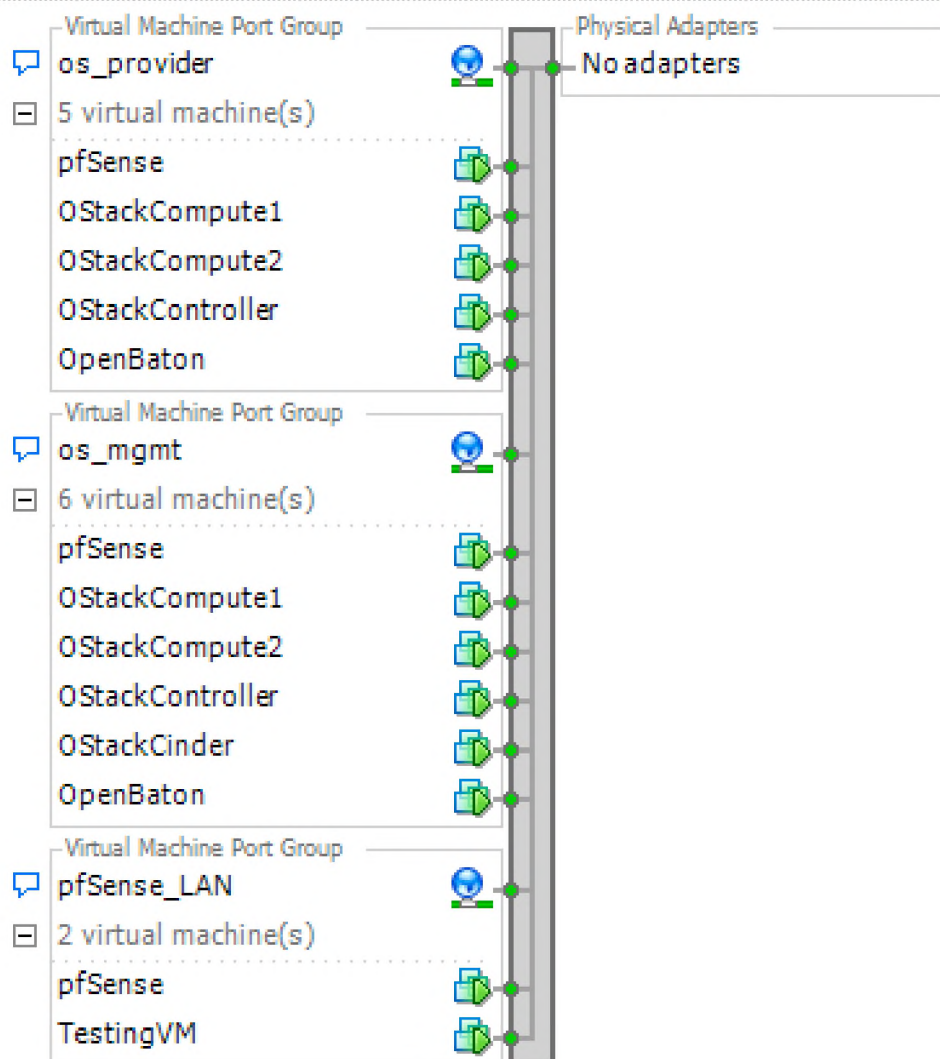 Virtual Machine Port Group
Physical Adapters
os_provider
No adapters
5 virtual machine(s)
pfSense
OStackCompute1
OStackCompute2
OStackController
OpenBaton
Virtual Machine Port Group
os_mgmt
6 virtual machine(s)
pfSense
OStackCompute1
OStackCompute2
OStackController
OStackCinder
OpenBaton
Virtual Machine Port Group
pfSense_LAN
2 virtual machine(s)
pfSense
TestingVM